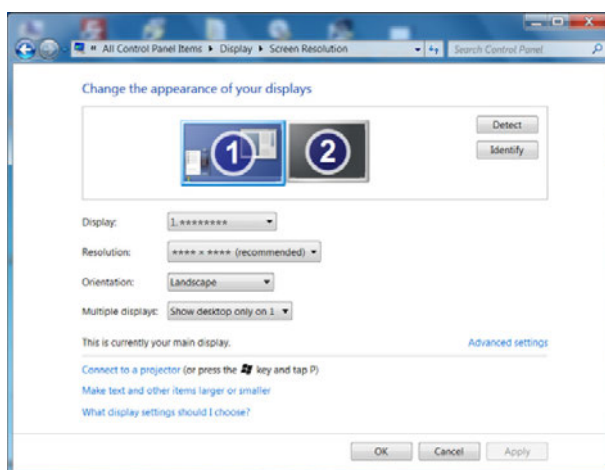 « All Control Panel Items ▸ Display ▸ Screen Resolution Search Control Panel
Change the appearance of your displays
1 2
Detect
Identify
Display: 1.********
Resolution: **** × **** (recommended)
Orientation: Landscape
Multiple displays: Show desktop only on 1
This is currently your main display. Advanced settings
Connect to a projector (or press the key and tap P)
Make text and other items larger or smaller
What display settings should I choose?
OK Cancel Apply